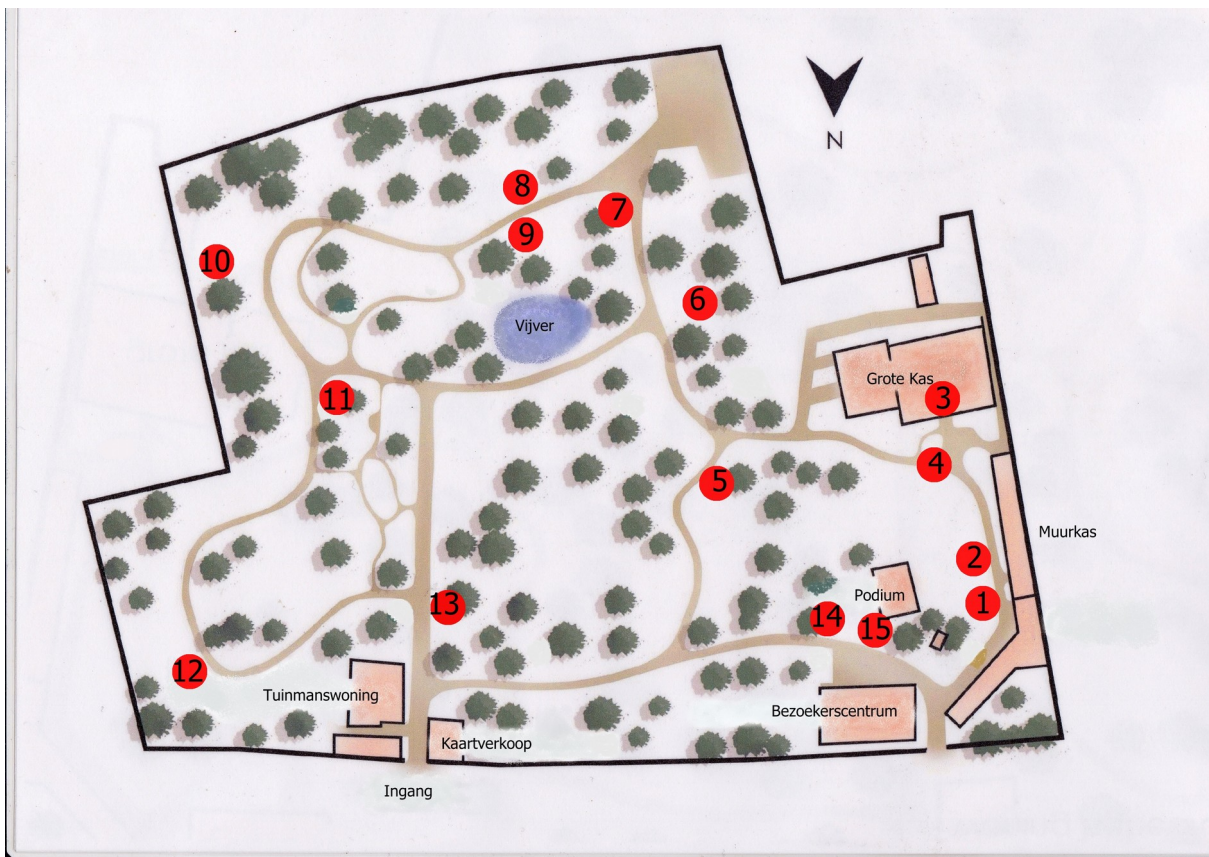 N
8
7
9
10
6
Vijver
Grote Kas
11
3
4
5
Muurkas
2
Podium
1
13
14
15
12
Tuinmanswoning
Bezoekerscentrum
Kaartverkoop
Ingang